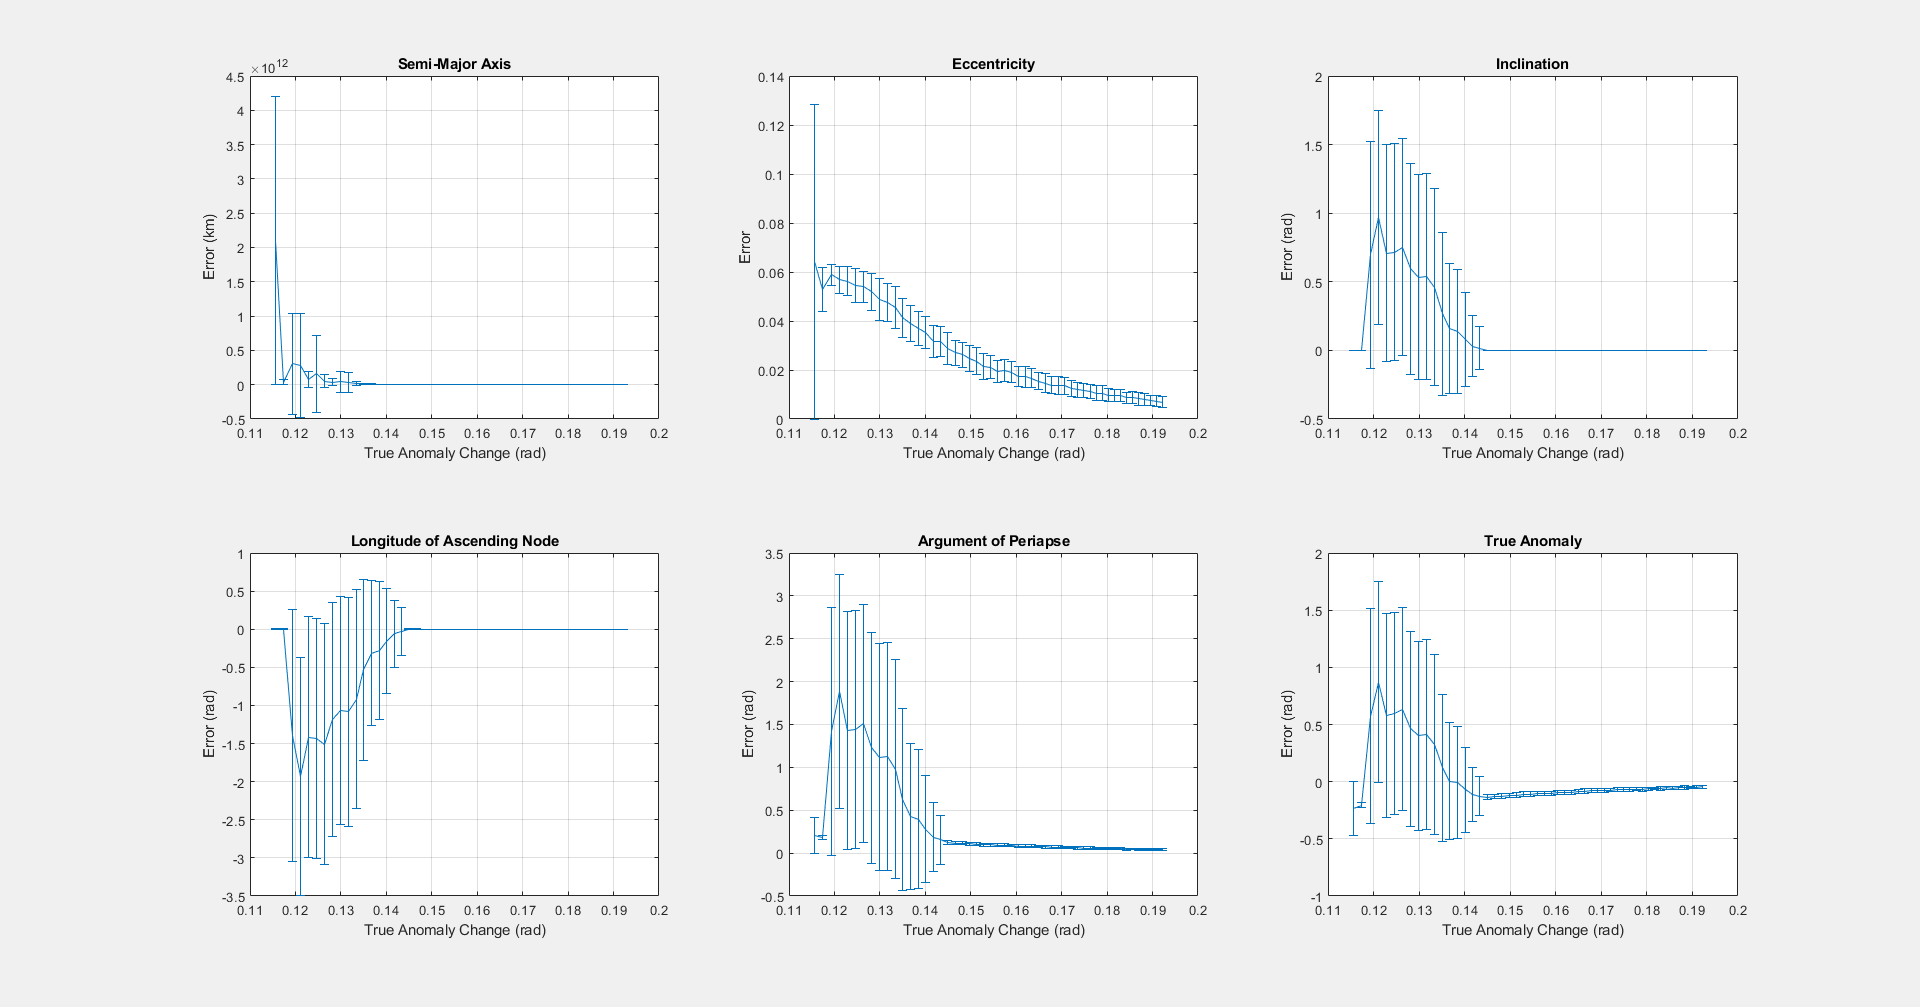 Semi-Major Axis
×10^12
4.5
4
3.5
3
2.5
2
1.5
1
0.5
0
-0.5
Error (km)
0.11 0.12 0.13 0.14 0.15 0.16 0.17 0.18 0.19 0.2
True Anomaly Change (rad)
Eccentricity
0.14
0.12
0.1
0.08
0.06
0.04
0.02
0
Error
0.11 0.12 0.13 0.14 0.15 0.16 0.17 0.18 0.19 0.2
True Anomaly Change (rad)
Inclination
2
1.5
1
0.5
0
-0.5
Error (rad)
0.11 0.12 0.13 0.14 0.15 0.16 0.17 0.18 0.19 0.2
True Anomaly Change (rad)
Longitude of Ascending Node
1
0.5
0
-0.5
-1
-1.5
-2
-2.5
-3
-3.5
Error (rad)
0.11 0.12 0.13 0.14 0.15 0.16 0.17 0.18 0.19 0.2
True Anomaly Change (rad)
Argument of Periapse
3.5
3
2.5
2
1.5
1
0.5
0
-0.5
Error (rad)
0.11 0.12 0.13 0.14 0.15 0.16 0.17 0.18 0.19 0.2
True Anomaly Change (rad)
True Anomaly
2
1.5
1
0.5
0
-0.5
-1
Error (rad)
0.11 0.12 0.13 0.14 0.15 0.16 0.17 0.18 0.19 0.2
True Anomaly Change (rad)